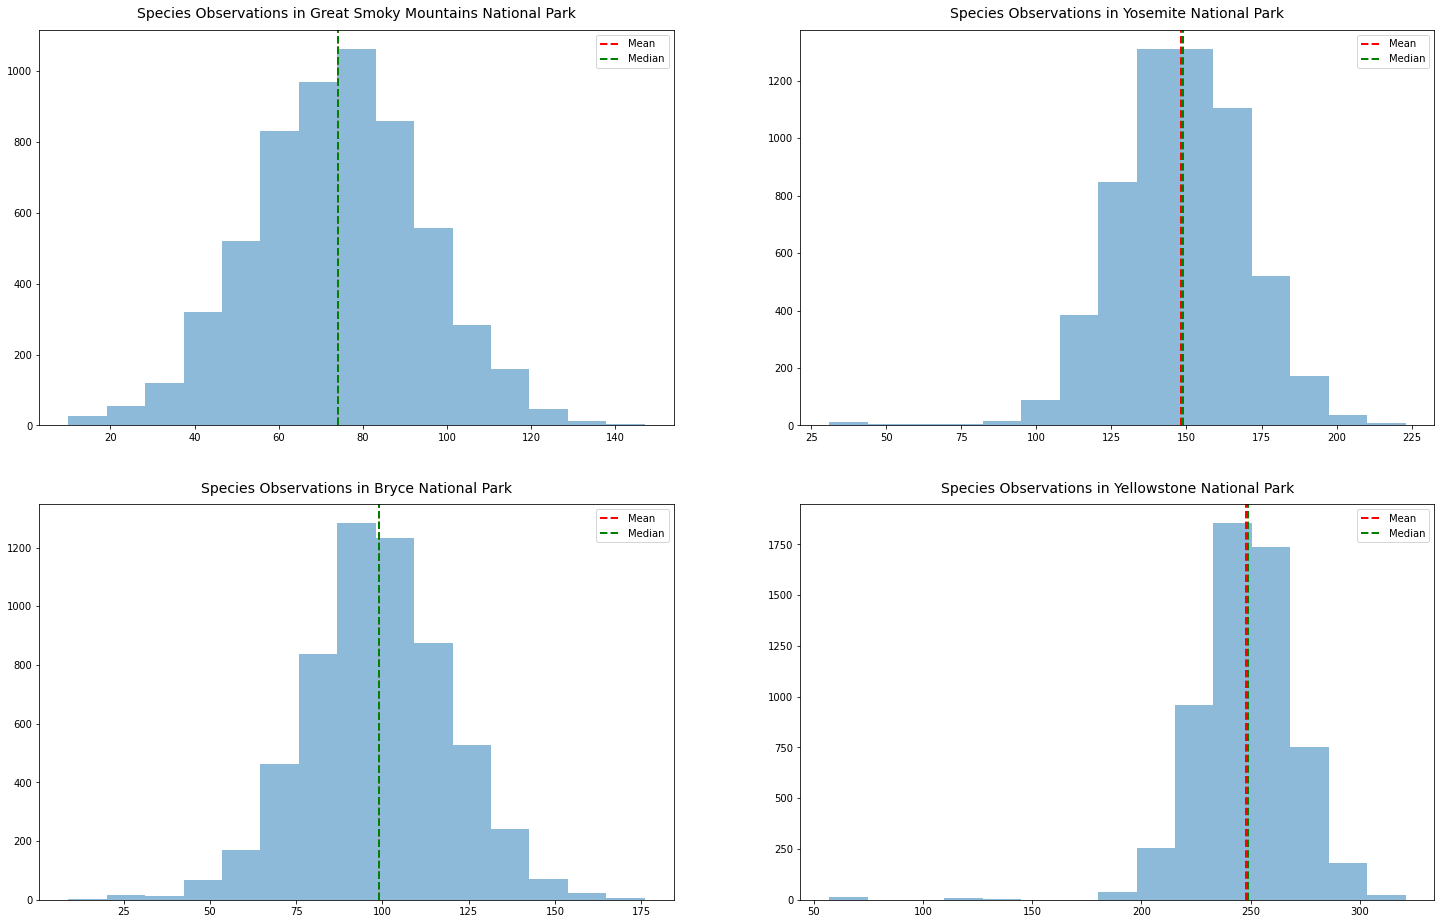 Species Observations in Great Smoky Mountains National Park
Mean
Median
1000
800
600
400
200
0
20 40 60 80 100 120 140
Species Observations in Yosemite National Park
Mean
Median
1200
1000
800
600
400
200
0
25 50 75 100 125 150 175 200 225
Species Observations in Bryce National Park
Mean
Median
1200
1000
800
600
400
200
0
25 50 75 100 125 150 175
Species Observations in Yellowstone National Park
Mean
Median
1750
1500
1250
1000
750
500
250
0
50 100 150 200 250 300